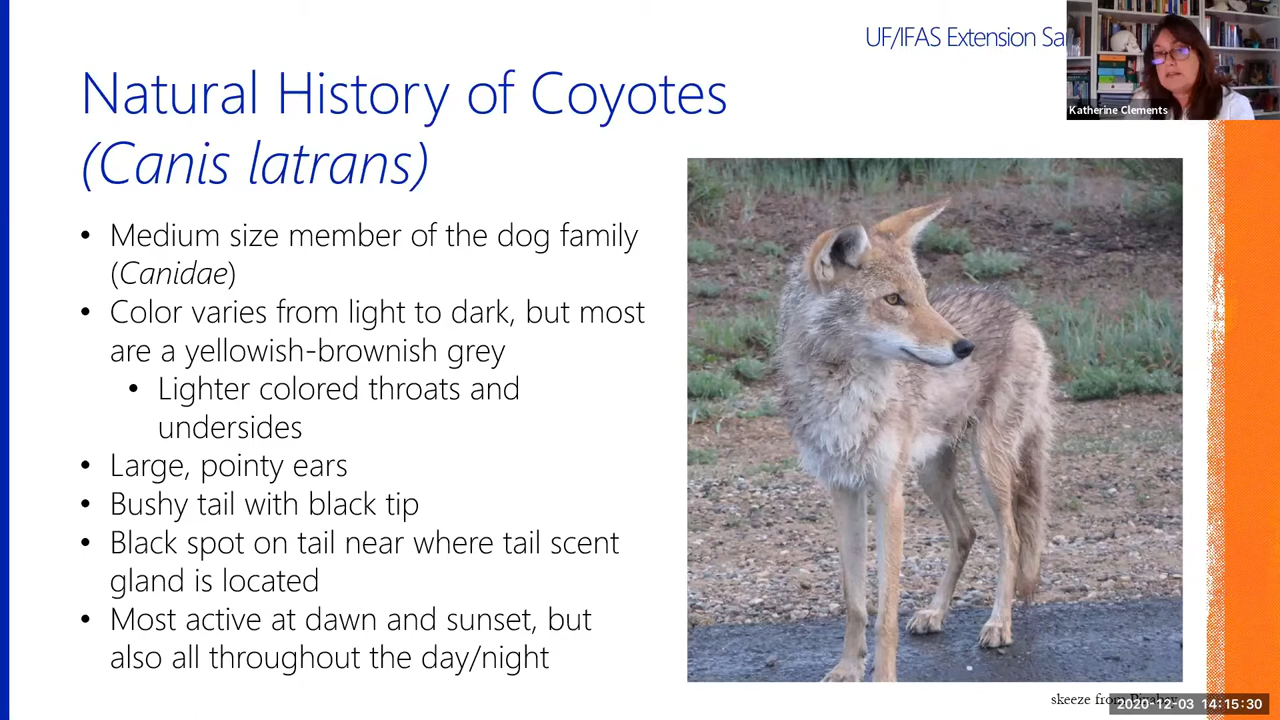 UF/IFAS Extension
Katherine Clements
Natural History of Coyotes
(Canis latrans)
• Medium size member of the dog family
(Canidae)
• Color varies from light to dark, but most
are a yellowish-brownish grey
• Lighter colored throats and
undersides
• Large, pointy ears
• Bushy tail with black tip
• Black spot on tail near where tail scent
gland is located
• Most active at dawn and sunset, but
also all throughout the day/night
skeeze from
2020-12-03 14:15:30